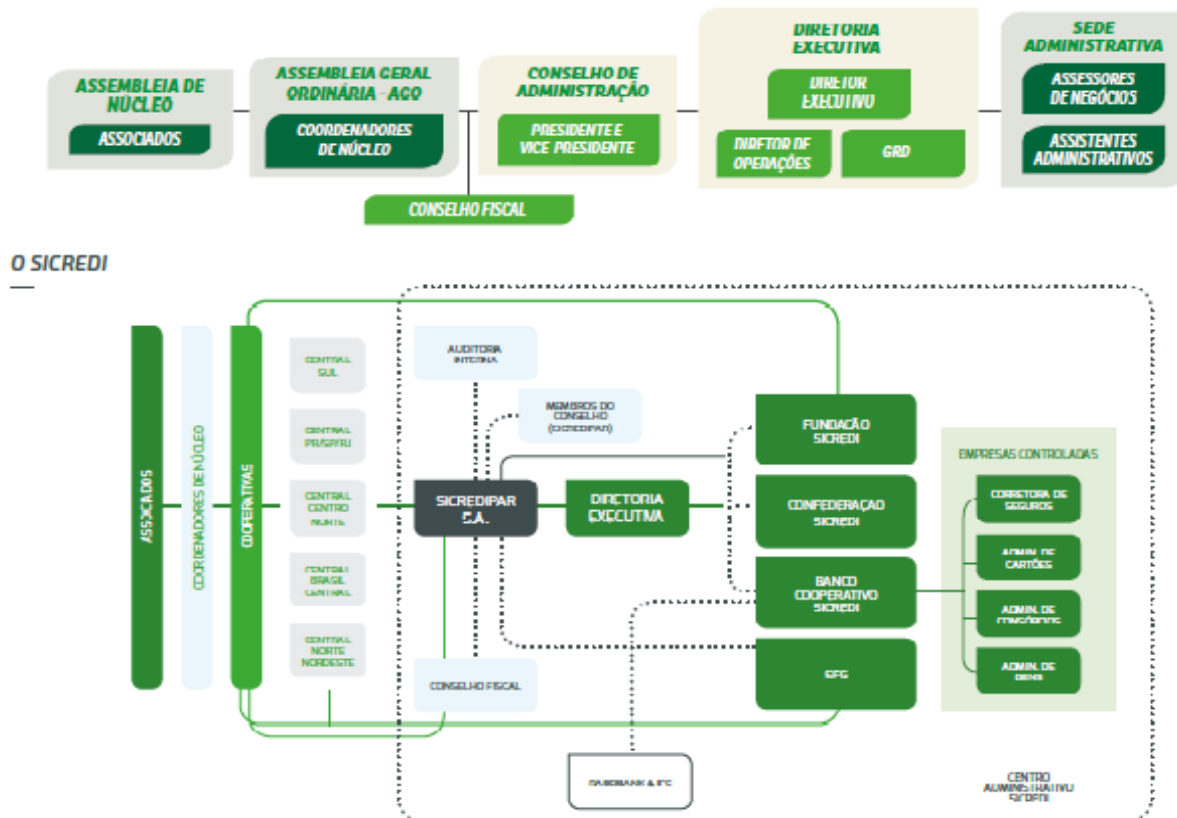 ASSEMBLEIA DE
NÚCLEO
ASSOCIADOS
ASSEMBLEIA GERAL
ORDINÁRIA - AGO
COORDENADORES
DE NÚCLEO
CONSELHO FISCAL
CONSELHO DE
ADMINISTRAÇÃO
PRESIDENTE E
VICE PRESIDENTE
DIRETORIA
EXECUTIVA
DIRETOR
EXECUTIVO
DIRETOR DE
OPERAÇÕES
GRD
SEDE
ADMINISTRATIVA
ASSESSORES
DE NEGÓCIOS
ASSISTENTES
ADMINISTRATIVOS
O SICREDI
ASSOCIADOS
COORDENADORES DE NÚCLEO
COOPERATIVAS
CENTRAL
SUL
CENTRAL
PR/SP/RJ
CENTRAL
CENTRO
NORTE
CENTRAL
BRASIL
CENTRAL
CENTRAL
NORTE
NORDESTE
AUDITORIA
INTERNA
MEMBROS DO
CONSELHO
(SICREDIPAR)
SICREDIPAR
S.A.
DIRETORIA
EXECUTIVA
CONSELHO FISCAL
FUNDAÇÃO
SICREDI
CONFEDERAÇÃO
SICREDI
BANCO
COOPERATIVO
SICREDI
SFG
EMPRESAS CONTROLADAS
CORRETORA DE
SEGUROS
ADMIN. DE
CARTÕES
ADMIN. DE
CONSÓRCIOS
ADMIN. DE
BENS
RABOBANK & IFC
CENTRO
ADMINISTRATIVO
SICREDI